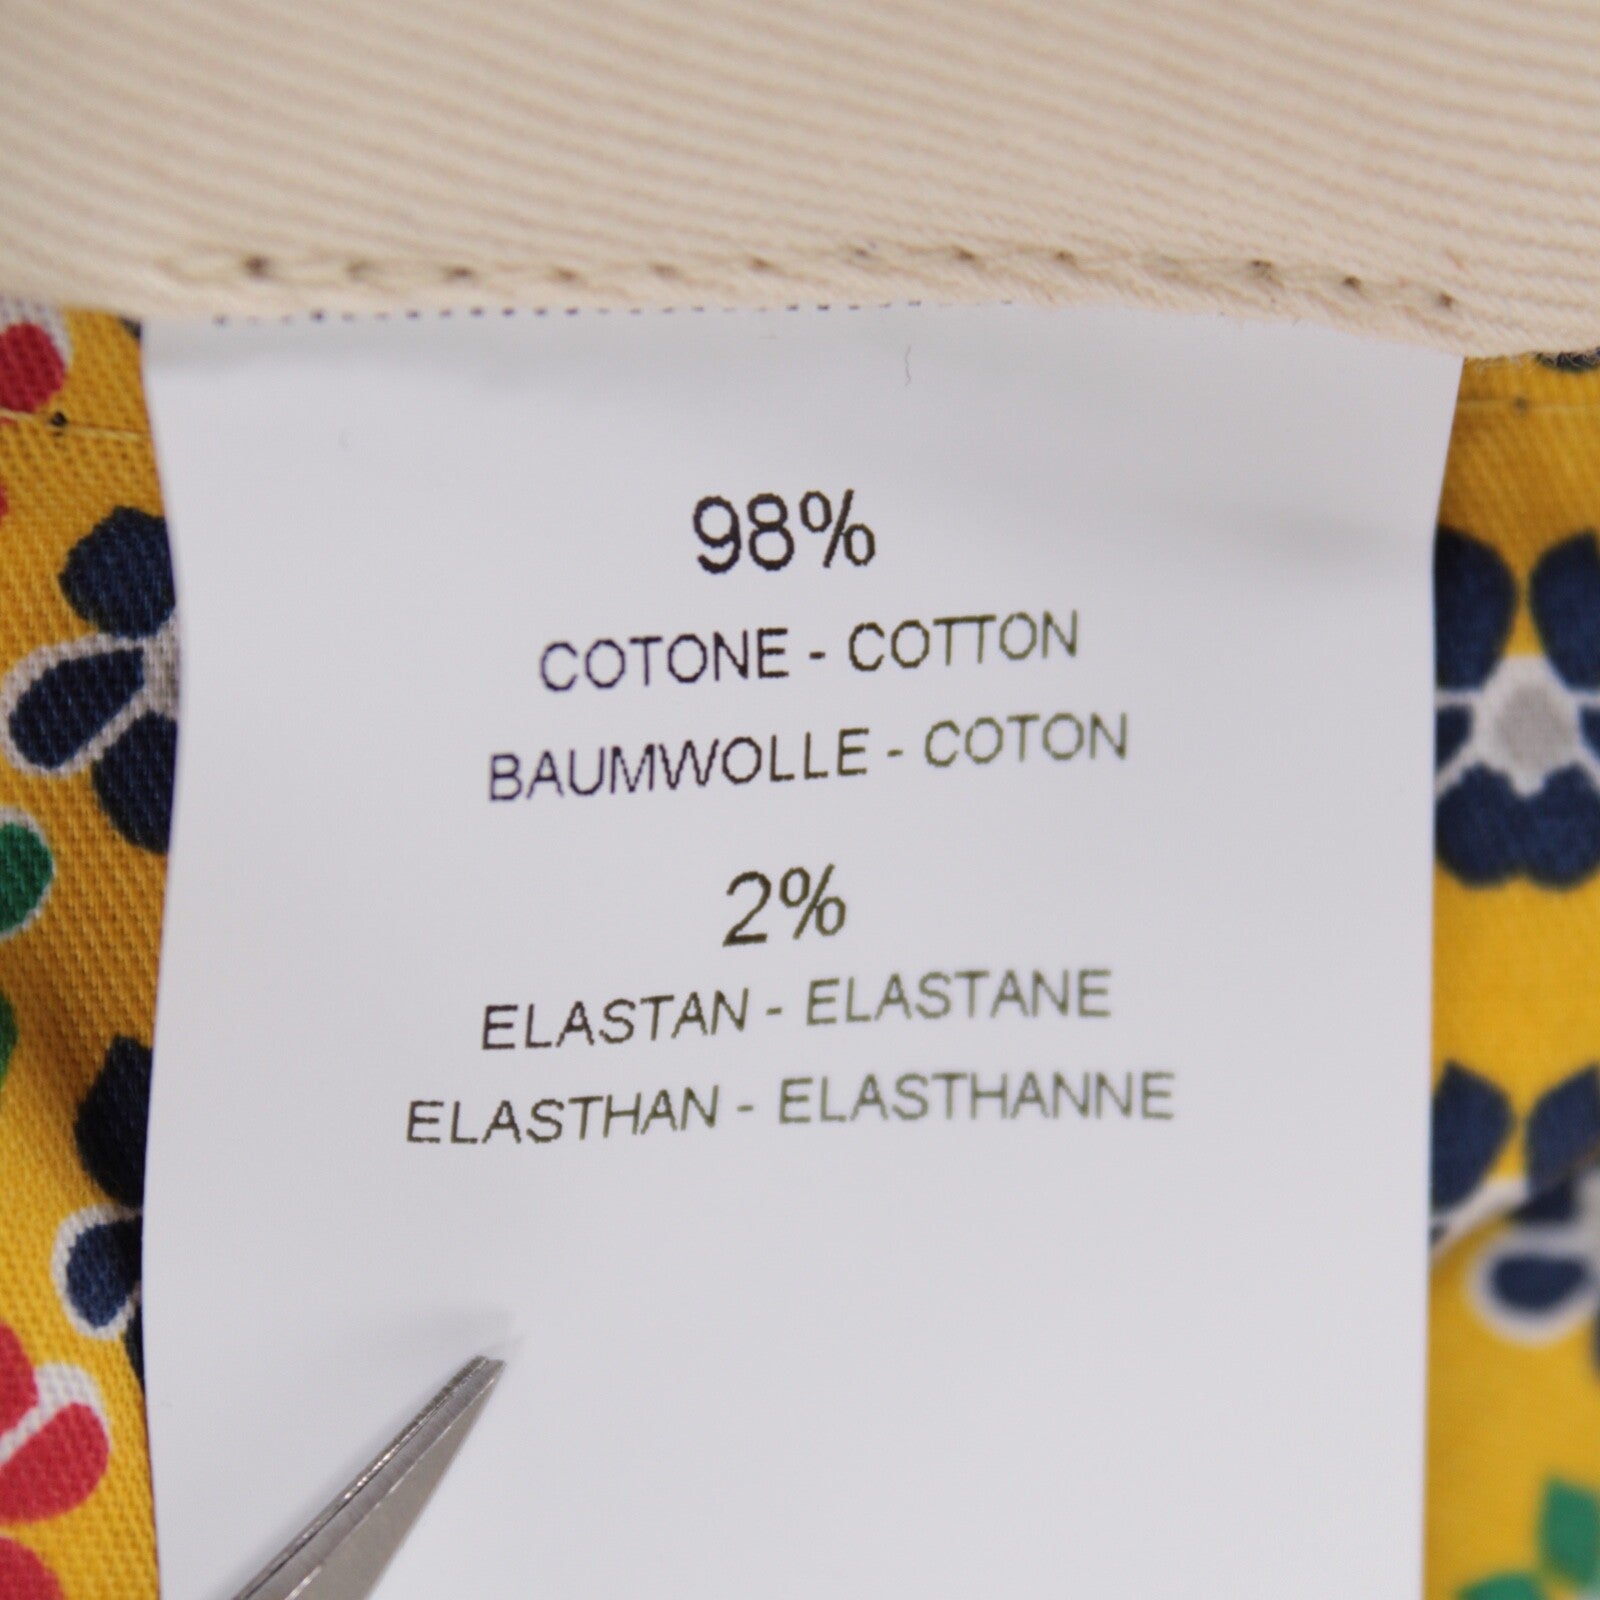 98%
COTONE - COTTON
BAUMWOLLE - COTON
2%
ELASTAN - ELASTANE
ELASTHAN - ELASTHANNE